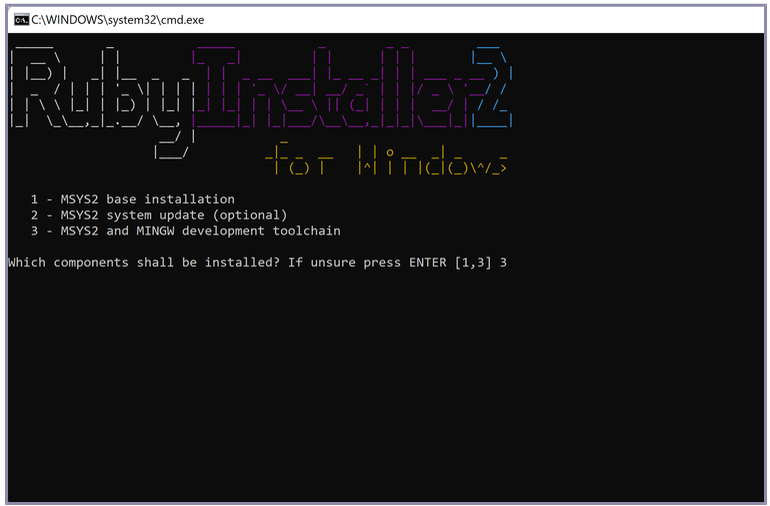 C:\WINDOWS\system32\cmd.exe
RubyInstaller2
for Windows
1 - MSYS2 base installation
2 - MSYS2 system update (optional)
3 - MSYS2 and MINGW development toolchain
Which components shall be installed? If unsure press ENTER [1,3] 3